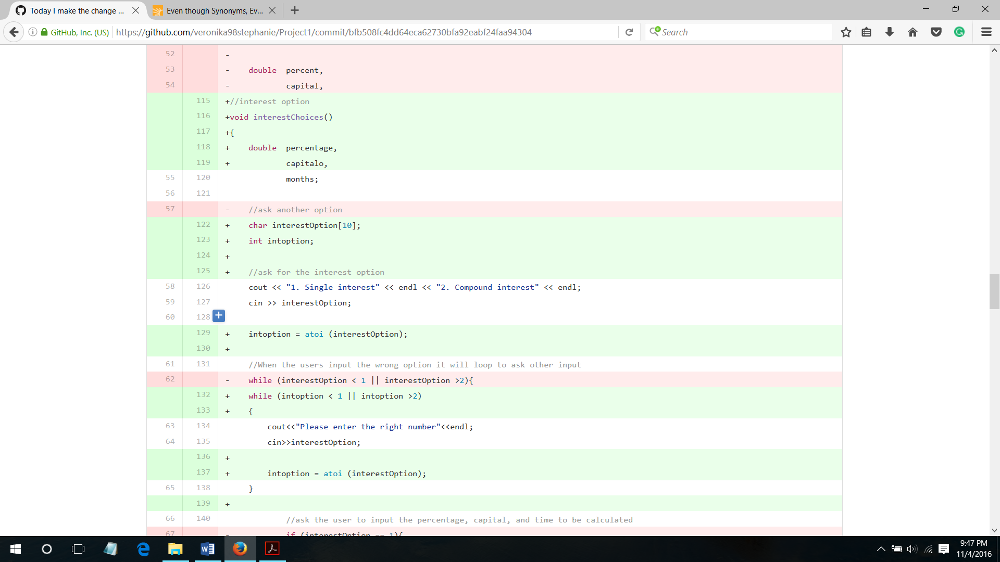 Today I make the change ...
Even though Synonyms, Ev...
GitHub, Inc. (US)
https://github.com/veronika98stephanie/Project1/commit/bfb508fc4dd64eca62730bfa92eabf24faa94304
Search
52 -
53 - double percent,
54 - capital,
115 +//interest option
116 +void interestChoices()
117 +{
118 + double percentage,
119 + capitalo,
55 120 months;
56 121
57 - //ask another option
122 + char interestOption[10];
123 + int intoption;
124 +
125 + //ask for the interest option
58 126 cout << "1. Single interest" << endl << "2. Compound interest" << endl;
59 127 cin >> interestOption;
60 128 +
129 + intoption = atoi (interestOption);
130 +
61 131 //When the users input the wrong option it will loop to ask other input
62 - while (interestOption < 1 || interestOption >2){
132 + while (intoption < 1 || intoption >2)
133 + {
63 134 cout<<"Please enter the right number"<<endl;
64 135 cin>>interestOption;
136 +
137 + intoption = atoi (interestOption);
65 138 }
139 +
66 140 //ask the user to input the percentage, capital, and time to be calculated
67 - if (interestOption == 1){
9:47 PM
11/4/2016